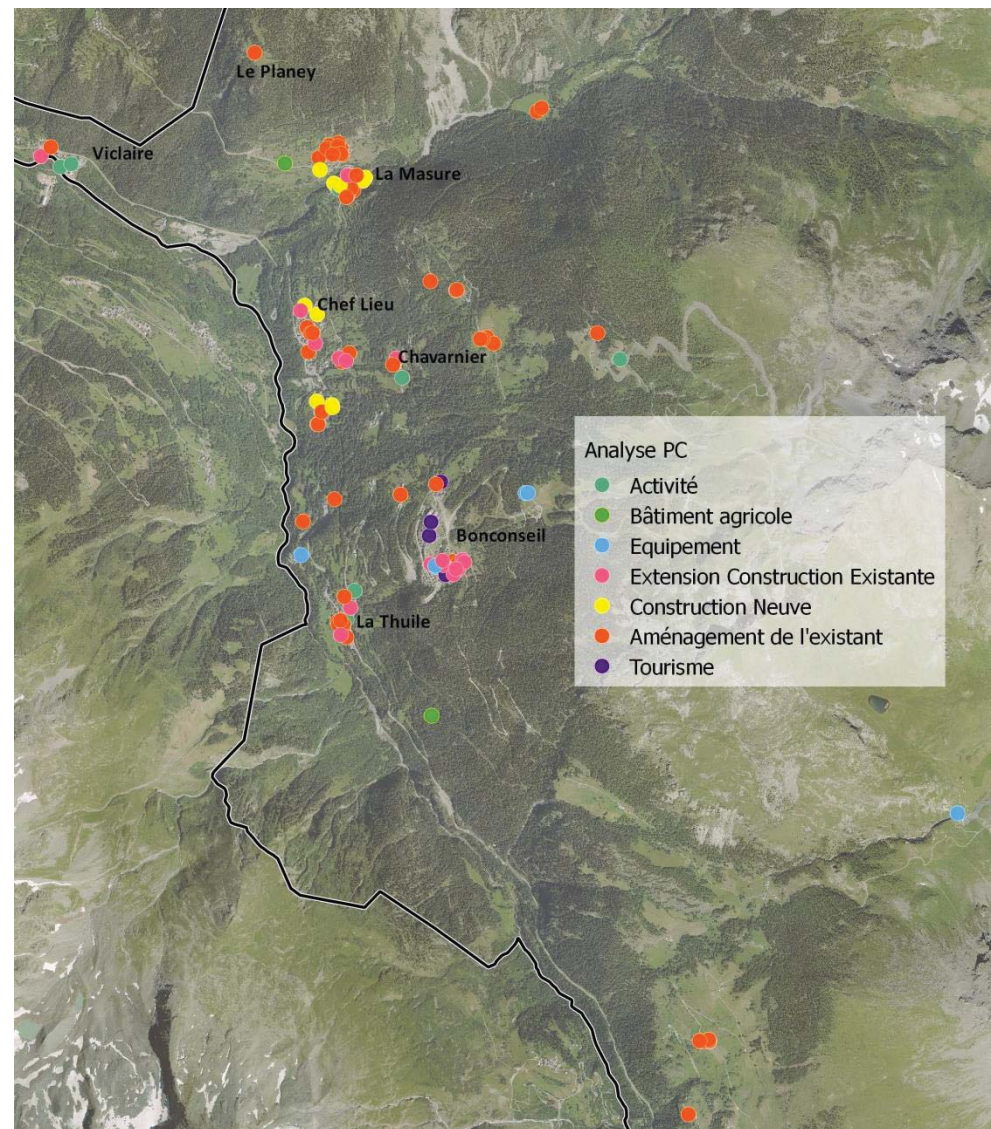 Le Planey
Viclaire
La Masure
Chef Lieu
Chavarnier
Analyse PC
Activité
Bâtiment agricole
Equipement
Extension Construction Existante
Construction Neuve
Aménagement de l'existant
Tourisme
Bonconseil
La Thuile